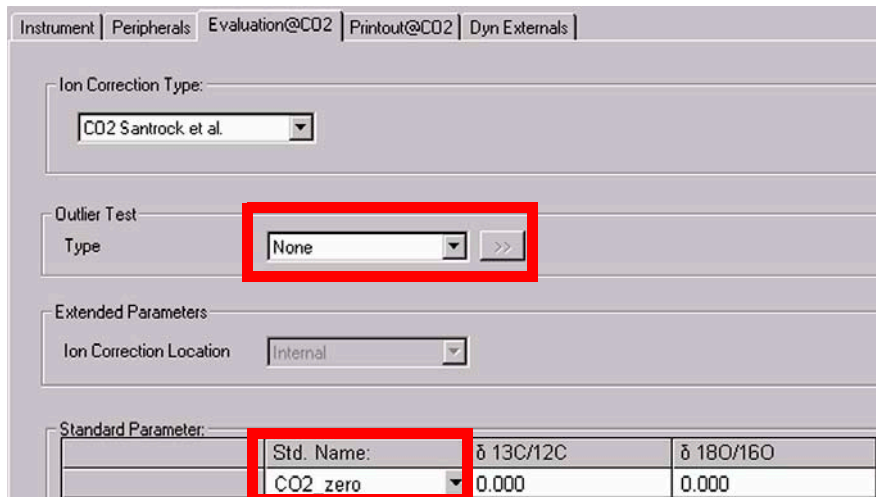 Instrument Peripherals Evaluation@CO2 Printout@CO2 Dyn Externals
Ion Correction Type:
CO2 Santrock et al.
Outlier Test
Type None >>
Extended Parameters
Ion Correction Location Internal
Standard Parameter:
Std. Name: δ 13C/12C δ 18O/16O
CO2_zero 0.000 0.000